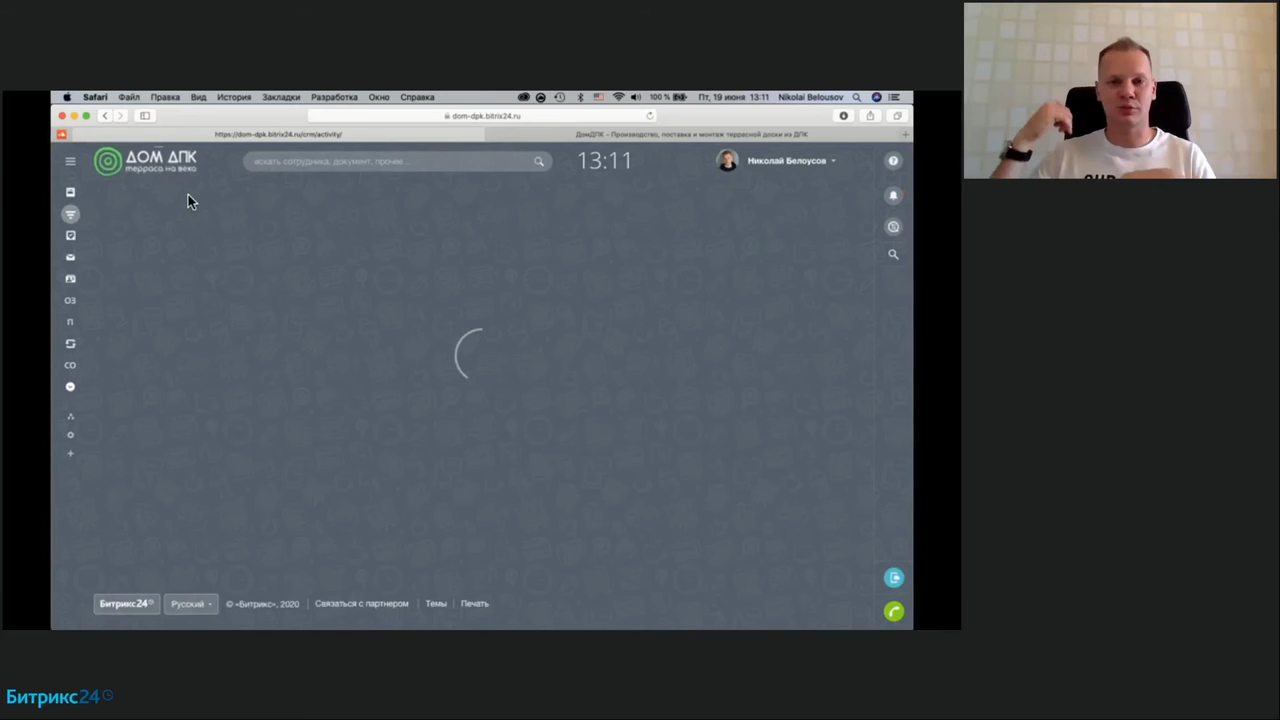 Safari Файл Правка Вид История Закладки Разработка Окно Справка 100 % Пт, 19 июня 13:11 Nikolai Belousov
dom-dpk.bitrix24.ru
https://dom-dpk.bitrix24.ru/crm/activity/ ДомДПК - Производство, поставка и монтаж террасной доски из ДПК
ДОМ ДПК
терраса на века
искать сотрудника, документ, прочее...
13:11
Николай Белоусов
ОЗ
П
СО
Битрикс24 Русский © «Битрикс», 2020 Связаться с партнером Темы Печать
Битрикс24